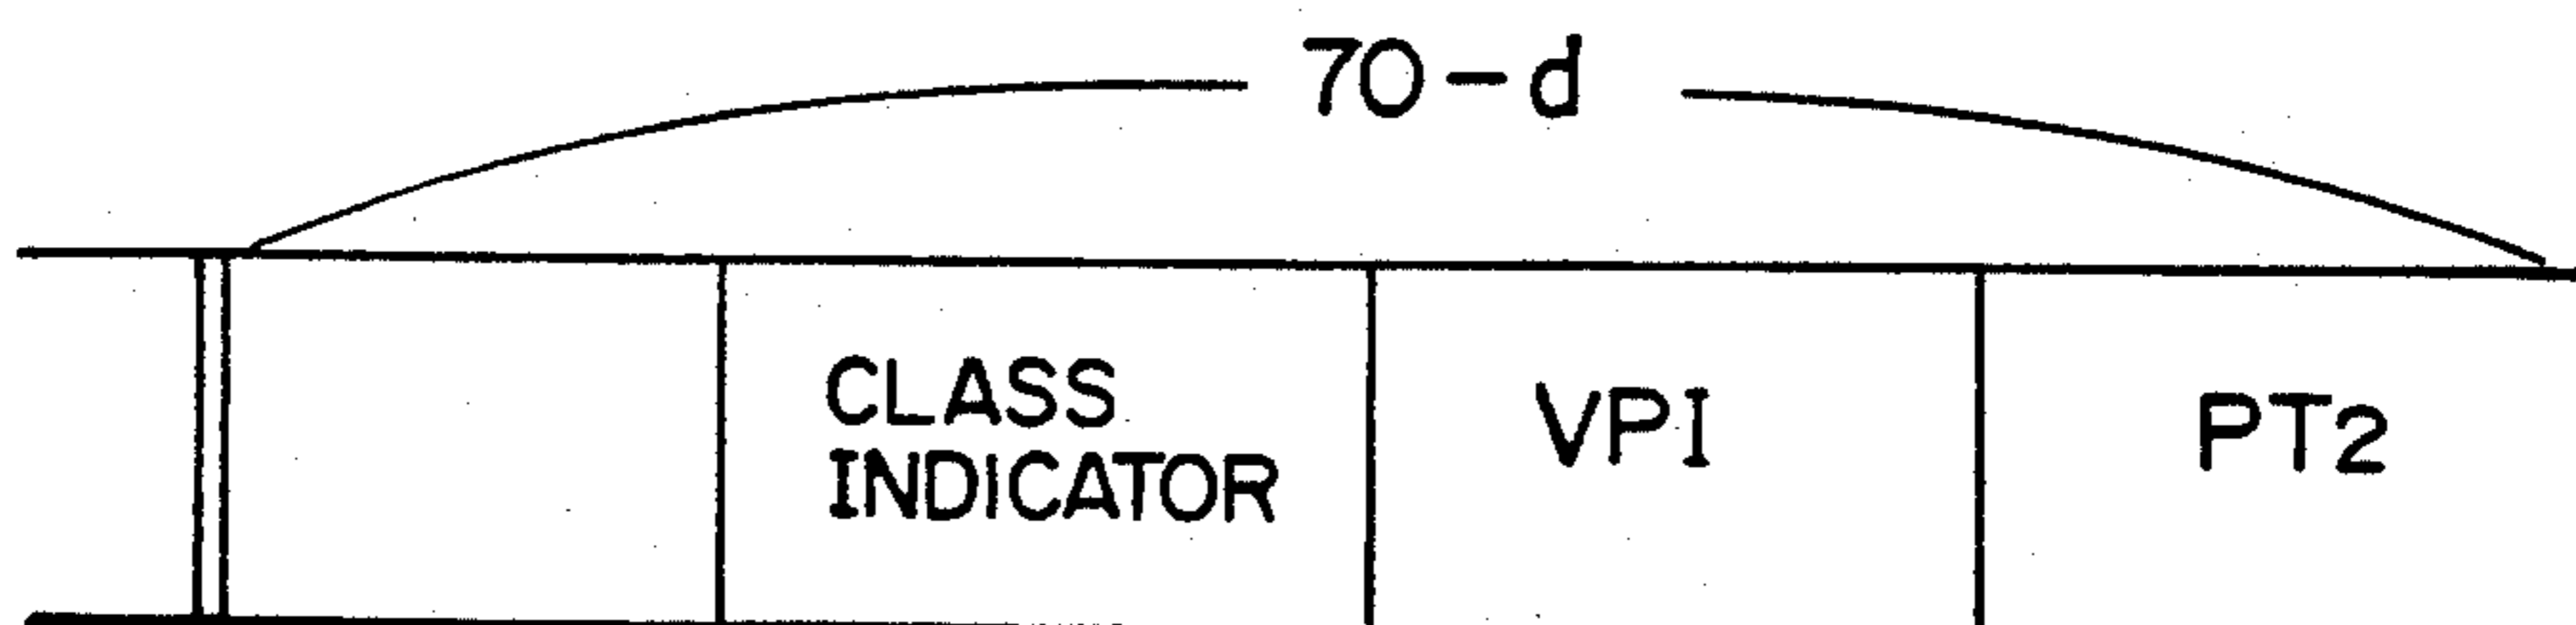 70-d
CLASS
INDICATOR
VPI
PT2